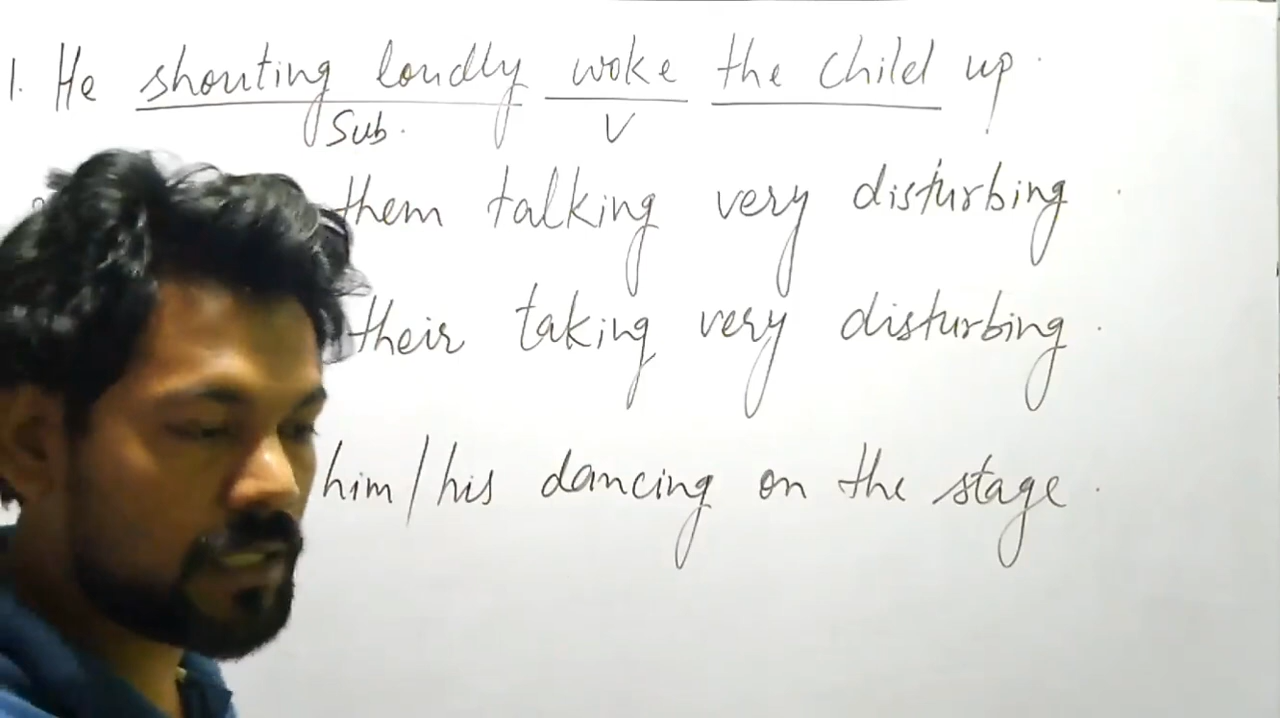 1. He shouting loudly woke the child up.
Sub. V
them talking very disturbing.
their taking very disturbing.
him/his dancing on the stage.